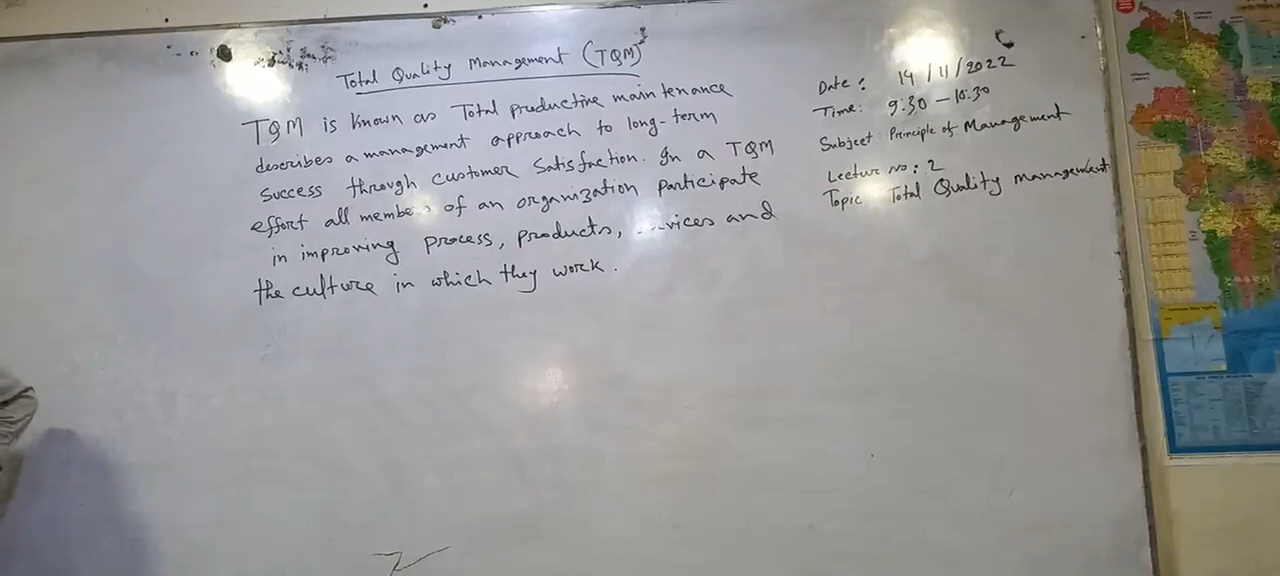 Total Quality Management (TQM)
TQM is known as Total productive maintenance
describes a management approach to long-term
success through customer satisfaction. In a TQM
effort all members of an organization participate
in improving process, products, services and
the culture in which they work.
Date: 14/11/2022
Time: 9.30 - 10.30
Subject Principle of Management
Lecture no: 2
Topic Total Quality management